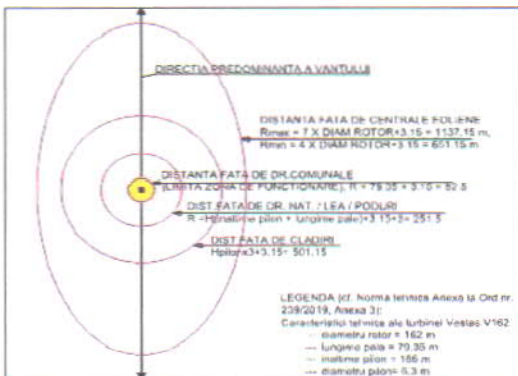 DIRECTIA PREDOMINANTA A VANTULUI
DISTANTA FATA DE CENTRALE EOLIENE
Rmax = 7 X DIAM ROTOR+3.15 = 1137.15 m,
Rmin = 4 X DIAM ROTOR+3.15 = 651.15 m
DISTANTA FATA DE DR.COMUNALE
(LIMITA ZONA DE FUNCTIONARE), R = 79.35 + 3.15 = 82.5
DIST FATA DE DR. NAT. / LEA / PODURI
R =H(inaltime pilon + lungime pale)+3.15+3= 251.5
DIST FATA DE CLADIRI
Hpilonx3+3.15= 501.15
LEGENDA (cf. Norma tehnica Anexa la Ord nr.
239/2019, Anexa 3):
Caracteristici tehnice ale turbinei Vestas V162
--- diametru rotor = 162 m
--- lungime pala = 79.35 m
--- inaltime pilon = 166 m
--- diametru pilon= 6.3 m